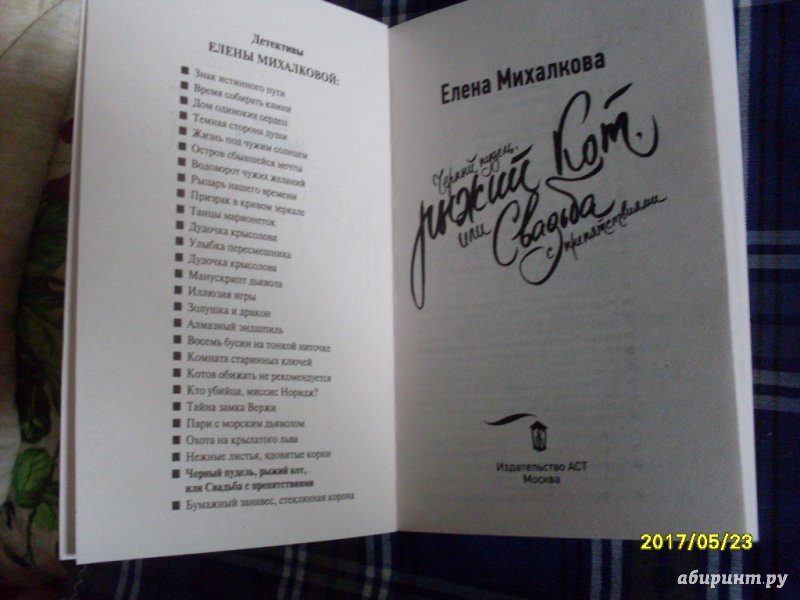 Детективы
ЕЛЕНЫ МИХАЛКОВОЙ:
■ Знак истинного пути
■ Время собирать камни
■ Дом одиноких сердец
■ Темная сторона души
■ Жизнь под чужим солнцем
■ Остров сбывшейся мечты
■ Водоворот чужих желаний
■ Рыцарь нашего времени
■ Призрак в кривом зеркале
■ Танцы марионеток
■ Дудочка крысолова
■ Улыбка пересмешника
■ Дудочка крысолова
■ Манускрипт дьявола
■ Иллюзия игры
■ Золушка и дракон
■ Алмазный эндшпиль
■ Восемь бусин на тонкой ниточке
■ Комната старинных ключей
■ Котов обижать не рекомендуется
■ Кто убийца, миссис Норидж?
■ Тайна замка Вержи
■ Пари с морским дьяволом
■ Охота на крылатого льва
■ Нежные листья, ядовитые корни
■ Черный пудель, рыжий кот,
или Свадьба с препятствиями
■ Бумажный занавес, стеклянная корона
Елена Михалкова
Черный пудель,
рыжий Кот,
или Свадьба
с препятствиями
Издательство АСТ
Москва
2017/05/23
абиринт.ру